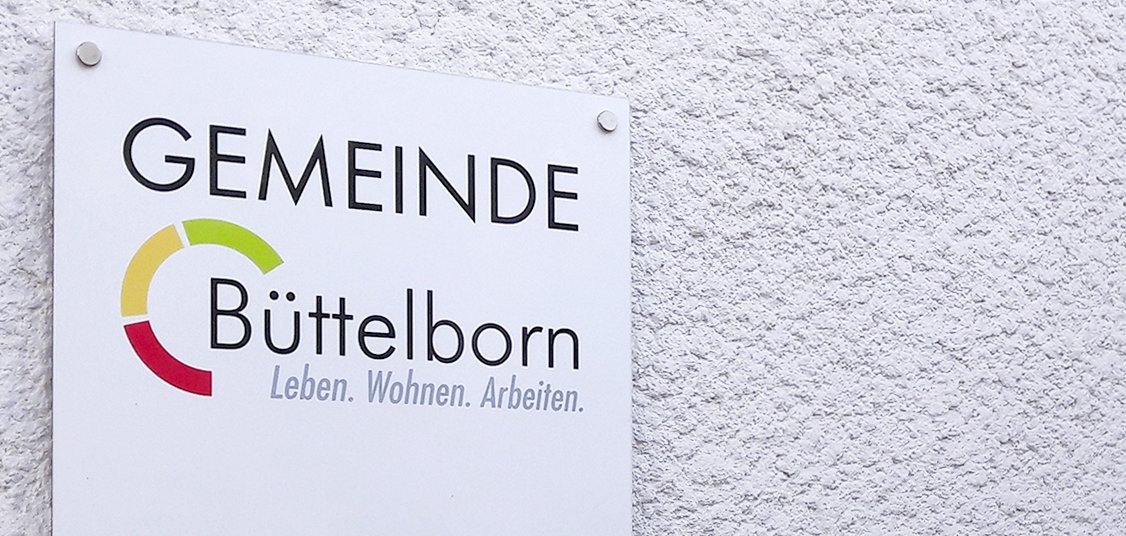 GEMEINDE
Büttelborn
Leben. Wohnen. Arbeiten.